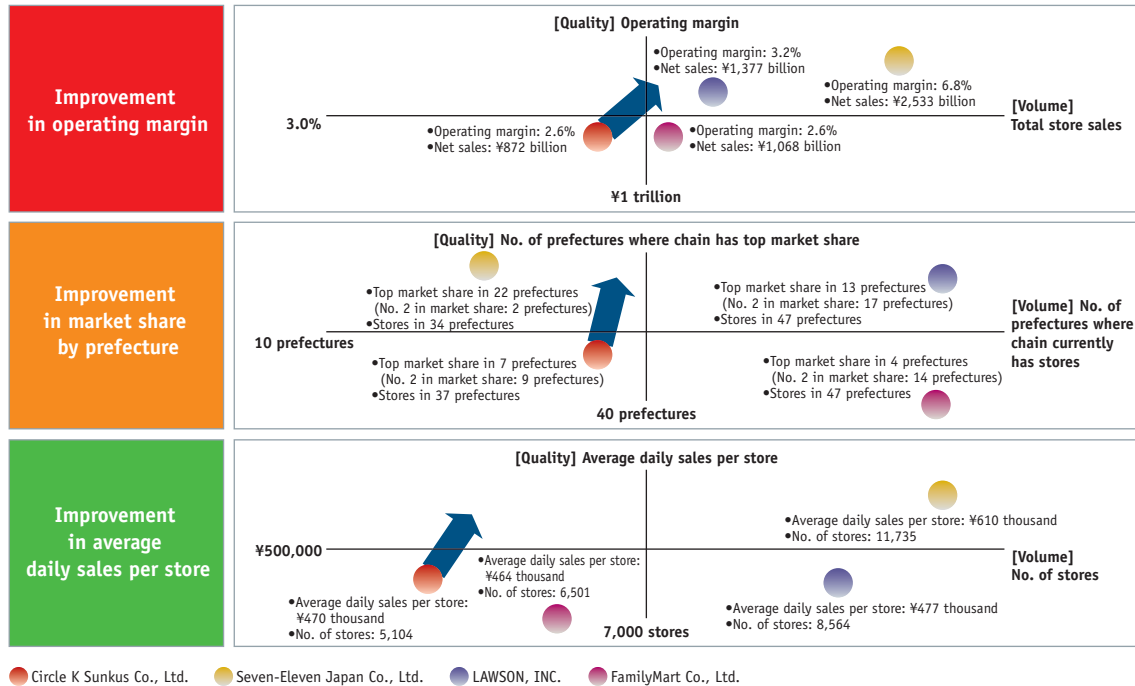 Improvement
in operating margin
[Quality] Operating margin
•Operating margin: 3.2%
•Net sales: ¥1,377 billion
•Operating margin: 6.8%
•Net sales: ¥2,533 billion
3.0%
[Volume]
Total store sales
•Operating margin: 2.6%
•Net sales: ¥872 billion
•Operating margin: 2.6%
•Net sales: ¥1,068 billion
¥1 trillion
Improvement
in market share
by prefecture
[Quality] No. of prefectures where chain has top market share
•Top market share in 22 prefectures
(No. 2 in market share: 2 prefectures)
•Stores in 34 prefectures
•Top market share in 13 prefectures
(No. 2 in market share: 17 prefectures)
•Stores in 47 prefectures
10 prefectures
[Volume] No. of
prefectures where
chain currently
has stores
•Top market share in 7 prefectures
(No. 2 in market share: 9 prefectures)
•Stores in 37 prefectures
•Top market share in 4 prefectures
(No. 2 in market share: 14 prefectures)
•Stores in 47 prefectures
40 prefectures
Improvement
in average
daily sales per store
[Quality] Average daily sales per store
•Average daily sales per store: ¥610 thousand
•No. of stores: 11,735
¥500,000
[Volume]
No. of stores
•Average daily sales per store:
¥464 thousand
•No. of stores: 6,501
•Average daily sales per store:
¥470 thousand
•No. of stores: 5,104
•Average daily sales per store: ¥477 thousand
•No. of stores: 8,564
7,000 stores
Circle K Sunkus Co., Ltd.
Seven-Eleven Japan Co., Ltd.
LAWSON, INC.
FamilyMart Co., Ltd.